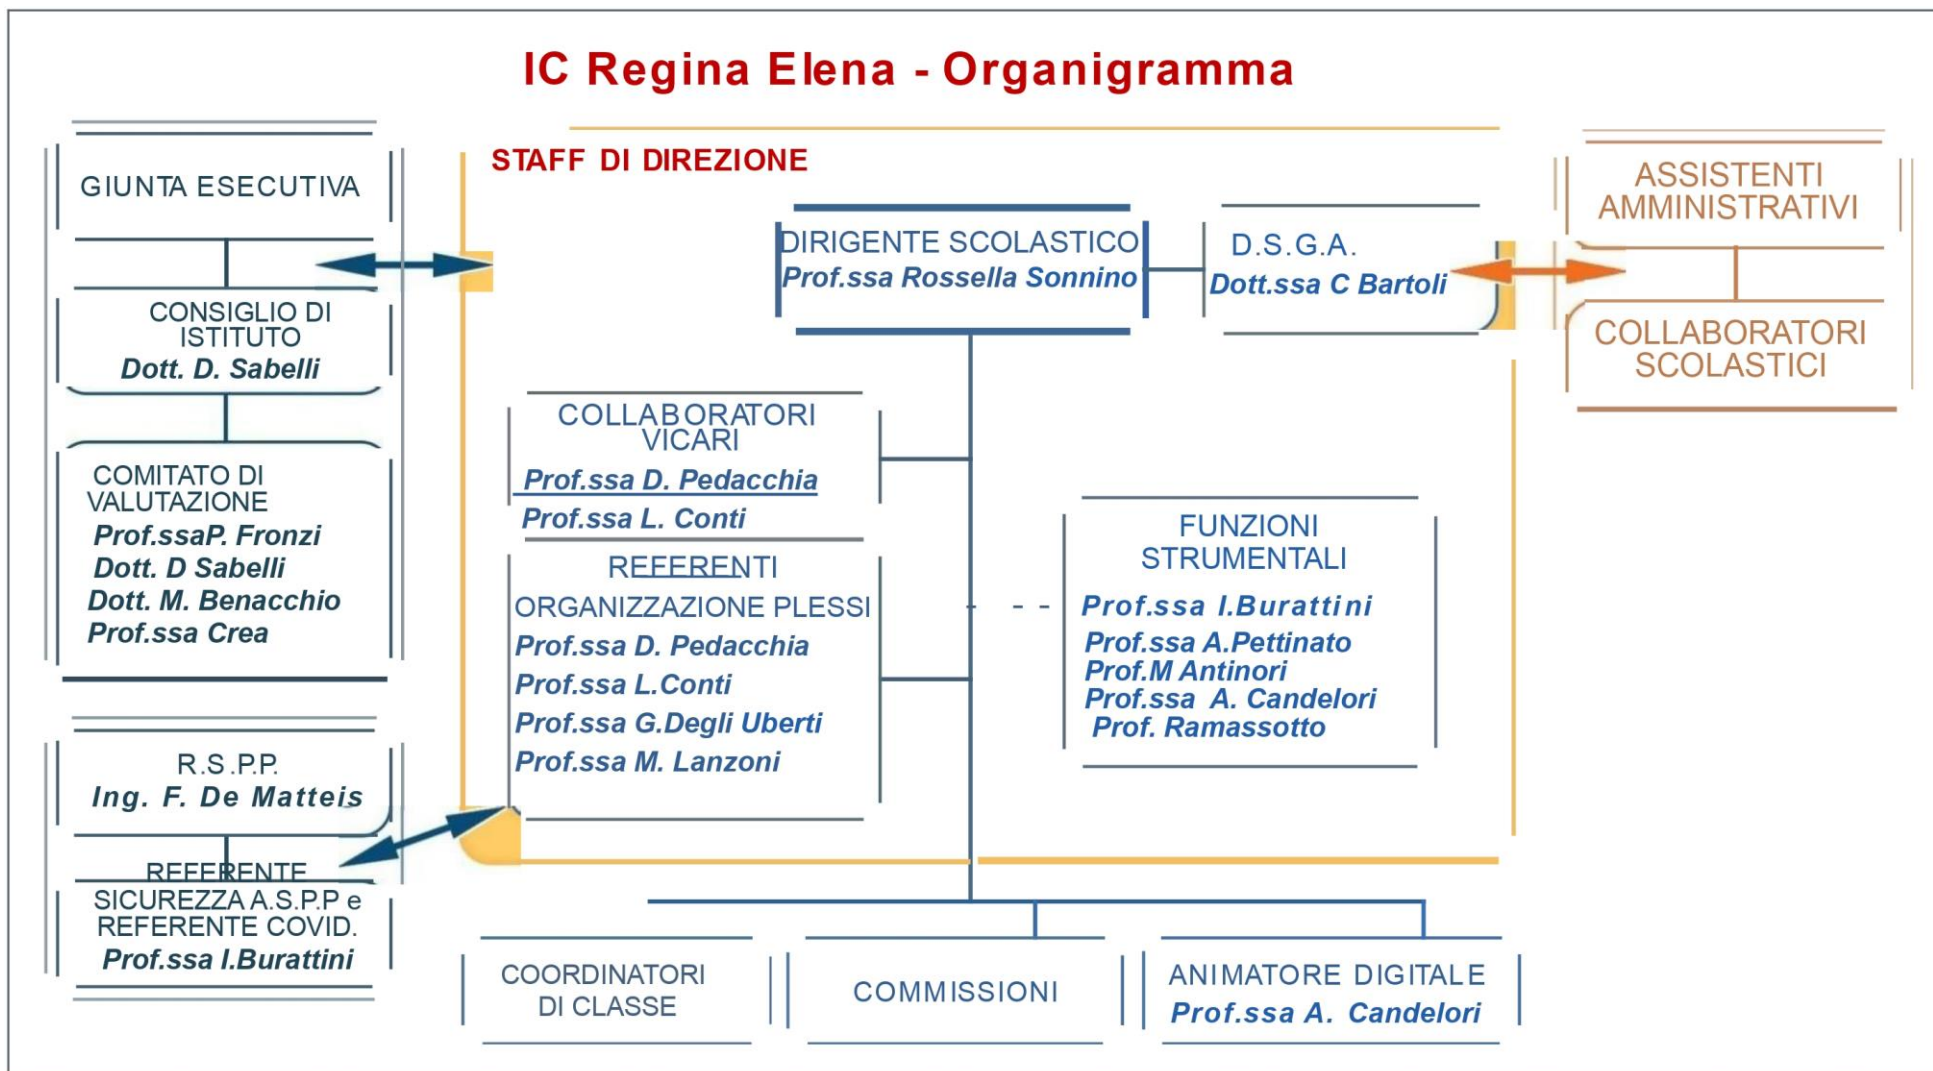 IC Regina Elena - Organigramma
GIUNTA ESECUTIVA
CONSIGLIO DI
ISTITUTO
Dott. D. Sabelli
COMITATO DI
VALUTAZIONE
Prof.ssaP. Fronzi
Dott. D Sabelli
Dott. M. Benacchio
Prof.ssa Crea
R.S.P.P.
Ing. F. De Matteis
REFERENTE
SICUREZZA A.S.P.P e
REFERENTE COVID.
Prof.ssa I.Burattini
STAFF DI DIREZIONE
DIRIGENTE SCOLASTICO
Prof.ssa Rossella Sonnino
D.S.G.A.
Dott.ssa C Bartoli
COLLABORATORI
VICARI
Prof.ssa D. Pedacchia
Prof.ssa L. Conti
REFERENTI
ORGANIZZAZIONE PLESSI
Prof.ssa D. Pedacchia
Prof.ssa L.Conti
Prof.ssa G.Degli Uberti
Prof.ssa M. Lanzoni
FUNZIONI
STRUMENTALI
Prof.ssa I.Burattini
Prof.ssa A.Pettinato
Prof.M Antinori
Prof.ssa A. Candelori
Prof. Ramassotto
ASSISTENTI
AMMINISTRATIVI
COLLABORATORI
SCOLASTICI
COORDINATORI
DI CLASSE
COMMISSIONI
ANIMATORE DIGITALE
Prof.ssa A. Candelori